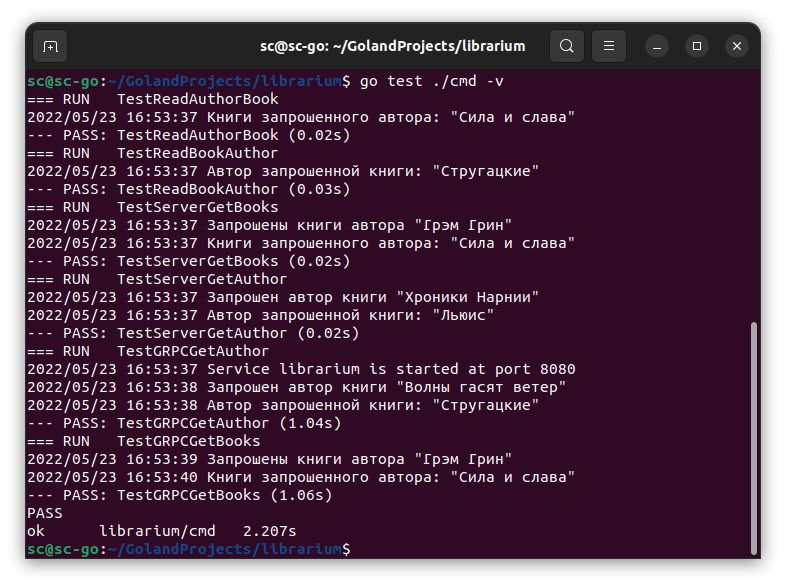 sc@sc-go: ~/GolandProjects/librarium
sc@sc-go:~/GolandProjects/librarium$ go test ./cmd -v
=== RUN   TestReadAuthorBook
2022/05/23 16:53:37 Книги запрошенного автора: "Сила и слава"
--- PASS: TestReadAuthorBook (0.02s)
=== RUN   TestReadBookAuthor
2022/05/23 16:53:37 Автор запрошенной книги: "Стругацкие"
--- PASS: TestReadBookAuthor (0.03s)
=== RUN   TestServerGetBooks
2022/05/23 16:53:37 Запрошены книги автора "Грэм Грин"
2022/05/23 16:53:37 Книги запрошенного автора: "Сила и слава"
--- PASS: TestServerGetBooks (0.02s)
=== RUN   TestServerGetAuthor
2022/05/23 16:53:37 Запрошен автор книги "Хроники Нарнии"
2022/05/23 16:53:37 Автор запрошенной книги: "Льюис"
--- PASS: TestServerGetAuthor (0.02s)
=== RUN   TestGRPCGetAuthor
2022/05/23 16:53:37 Service librarium is started at port 8080
2022/05/23 16:53:38 Запрошен автор книги "Волны гасят ветер"
2022/05/23 16:53:38 Автор запрошенной книги: "Стругацкие"
--- PASS: TestGRPCGetAuthor (1.04s)
=== RUN   TestGRPCGetBooks
2022/05/23 16:53:39 Запрошены книги автора "Грэм Грин"
2022/05/23 16:53:40 Книги запрошенного автора: "Сила и слава"
--- PASS: TestGRPCGetBooks (1.06s)
PASS
ok      librarium/cmd   2.207s
sc@sc-go:~/GolandProjects/librarium$